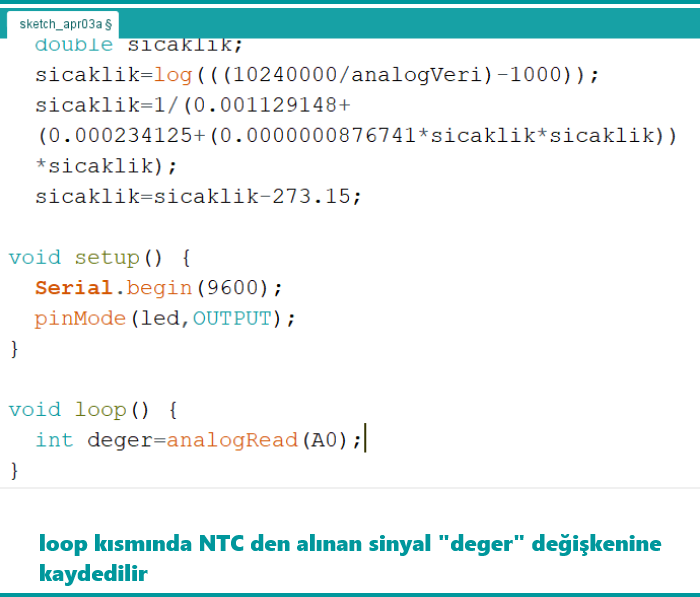 sketch_apr03a §
double sicaklik;
sicaklik=log(((10240000/analogVeri)-1000));
sicaklik=1/(0.001129148+
(0.000234125+(0.0000000876741*sicaklik*sicaklik))
*sicaklik);
sicaklik=sicaklik-273.15;
void setup() {
Serial.begin(9600);
pinMode(led,OUTPUT);
}
void loop() {
int deger=analogRead(A0);
}
loop kısmında NTC den alınan sinyal "deger" değişkenine
kaydedilir